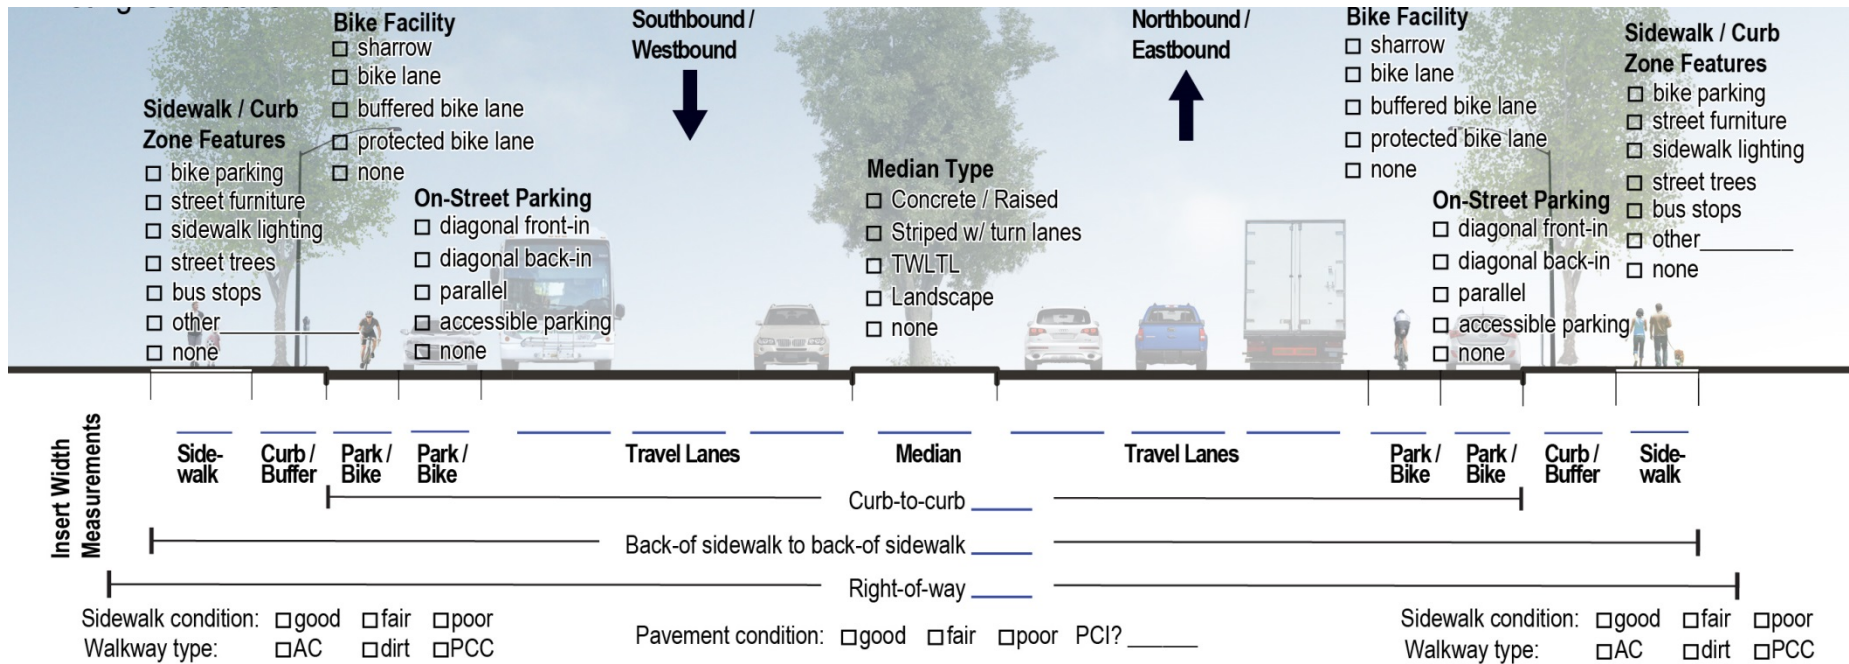 Bike Facility
☐ sharrow
☐ bike lane
☐ buffered bike lane
☐ protected bike lane
☐ none
Southbound /
Westbound
Northbound /
Eastbound
Bike Facility
☐ sharrow
☐ bike lane
☐ buffered bike lane
☐ protected bike lane
☐ none
Sidewalk / Curb
Zone Features
☐ bike parking
☐ street furniture
☐ sidewalk lighting
☐ street trees
☐ bus stops
☐ other________
☐ none
Sidewalk / Curb
Zone Features
☐ bike parking
☐ street furniture
☐ sidewalk lighting
☐ street trees
☐ bus stops
☐ other____________
☐ none
On-Street Parking
☐ diagonal front-in
☐ diagonal back-in
☐ parallel
☐ accessible parking
☐ none
Median Type
☐ Concrete / Raised
☐ Striped w/ turn lanes
☐ TWLTL
☐ Landscape
☐ none
On-Street Parking
☐ diagonal front-in
☐ diagonal back-in
☐ parallel
☐ accessible parking
☐ none
Insert Width
Measurements
Side-
walk
Curb /
Buffer
Park /
Bike
Park /
Bike
Travel Lanes
Median
Travel Lanes
Park /
Bike
Park /
Bike
Curb /
Buffer
Side-
walk
Curb-to-curb ____
Back-of sidewalk to back-of sidewalk ____
Right-of-way ____
Sidewalk condition: ☐good ☐fair ☐poor
Walkway type: ☐AC ☐dirt ☐PCC
Pavement condition: ☐good ☐fair ☐poor PCI? ______
Sidewalk condition: ☐good ☐fair ☐poor
Walkway type: ☐AC ☐dirt ☐PCC